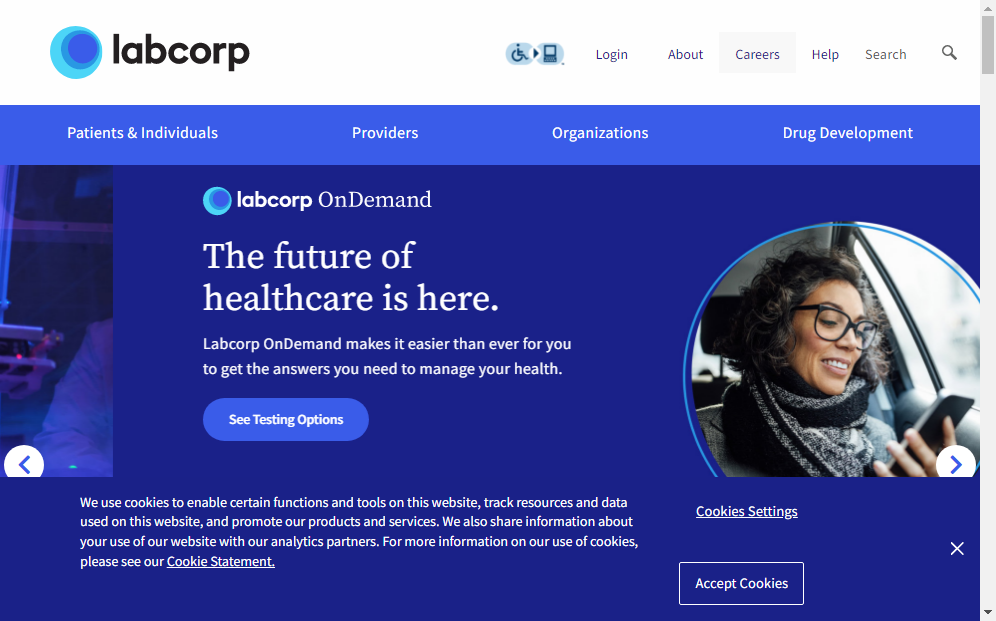 labcorp
Login
About
Careers
Help
Search
Patients & Individuals
Providers
Organizations
Drug Development
labcorp OnDemand
The future of
healthcare is here.
Labcorp OnDemand makes it easier than ever for you
to get the answers you need to manage your health.
See Testing Options
We use cookies to enable certain functions and tools on this website, track resources and data
used on this website, and promote our products and services. We also share information about
your use of our website with our analytics partners. For more information on our use of cookies,
please see our Cookie Statement.
Cookies Settings
Accept Cookies